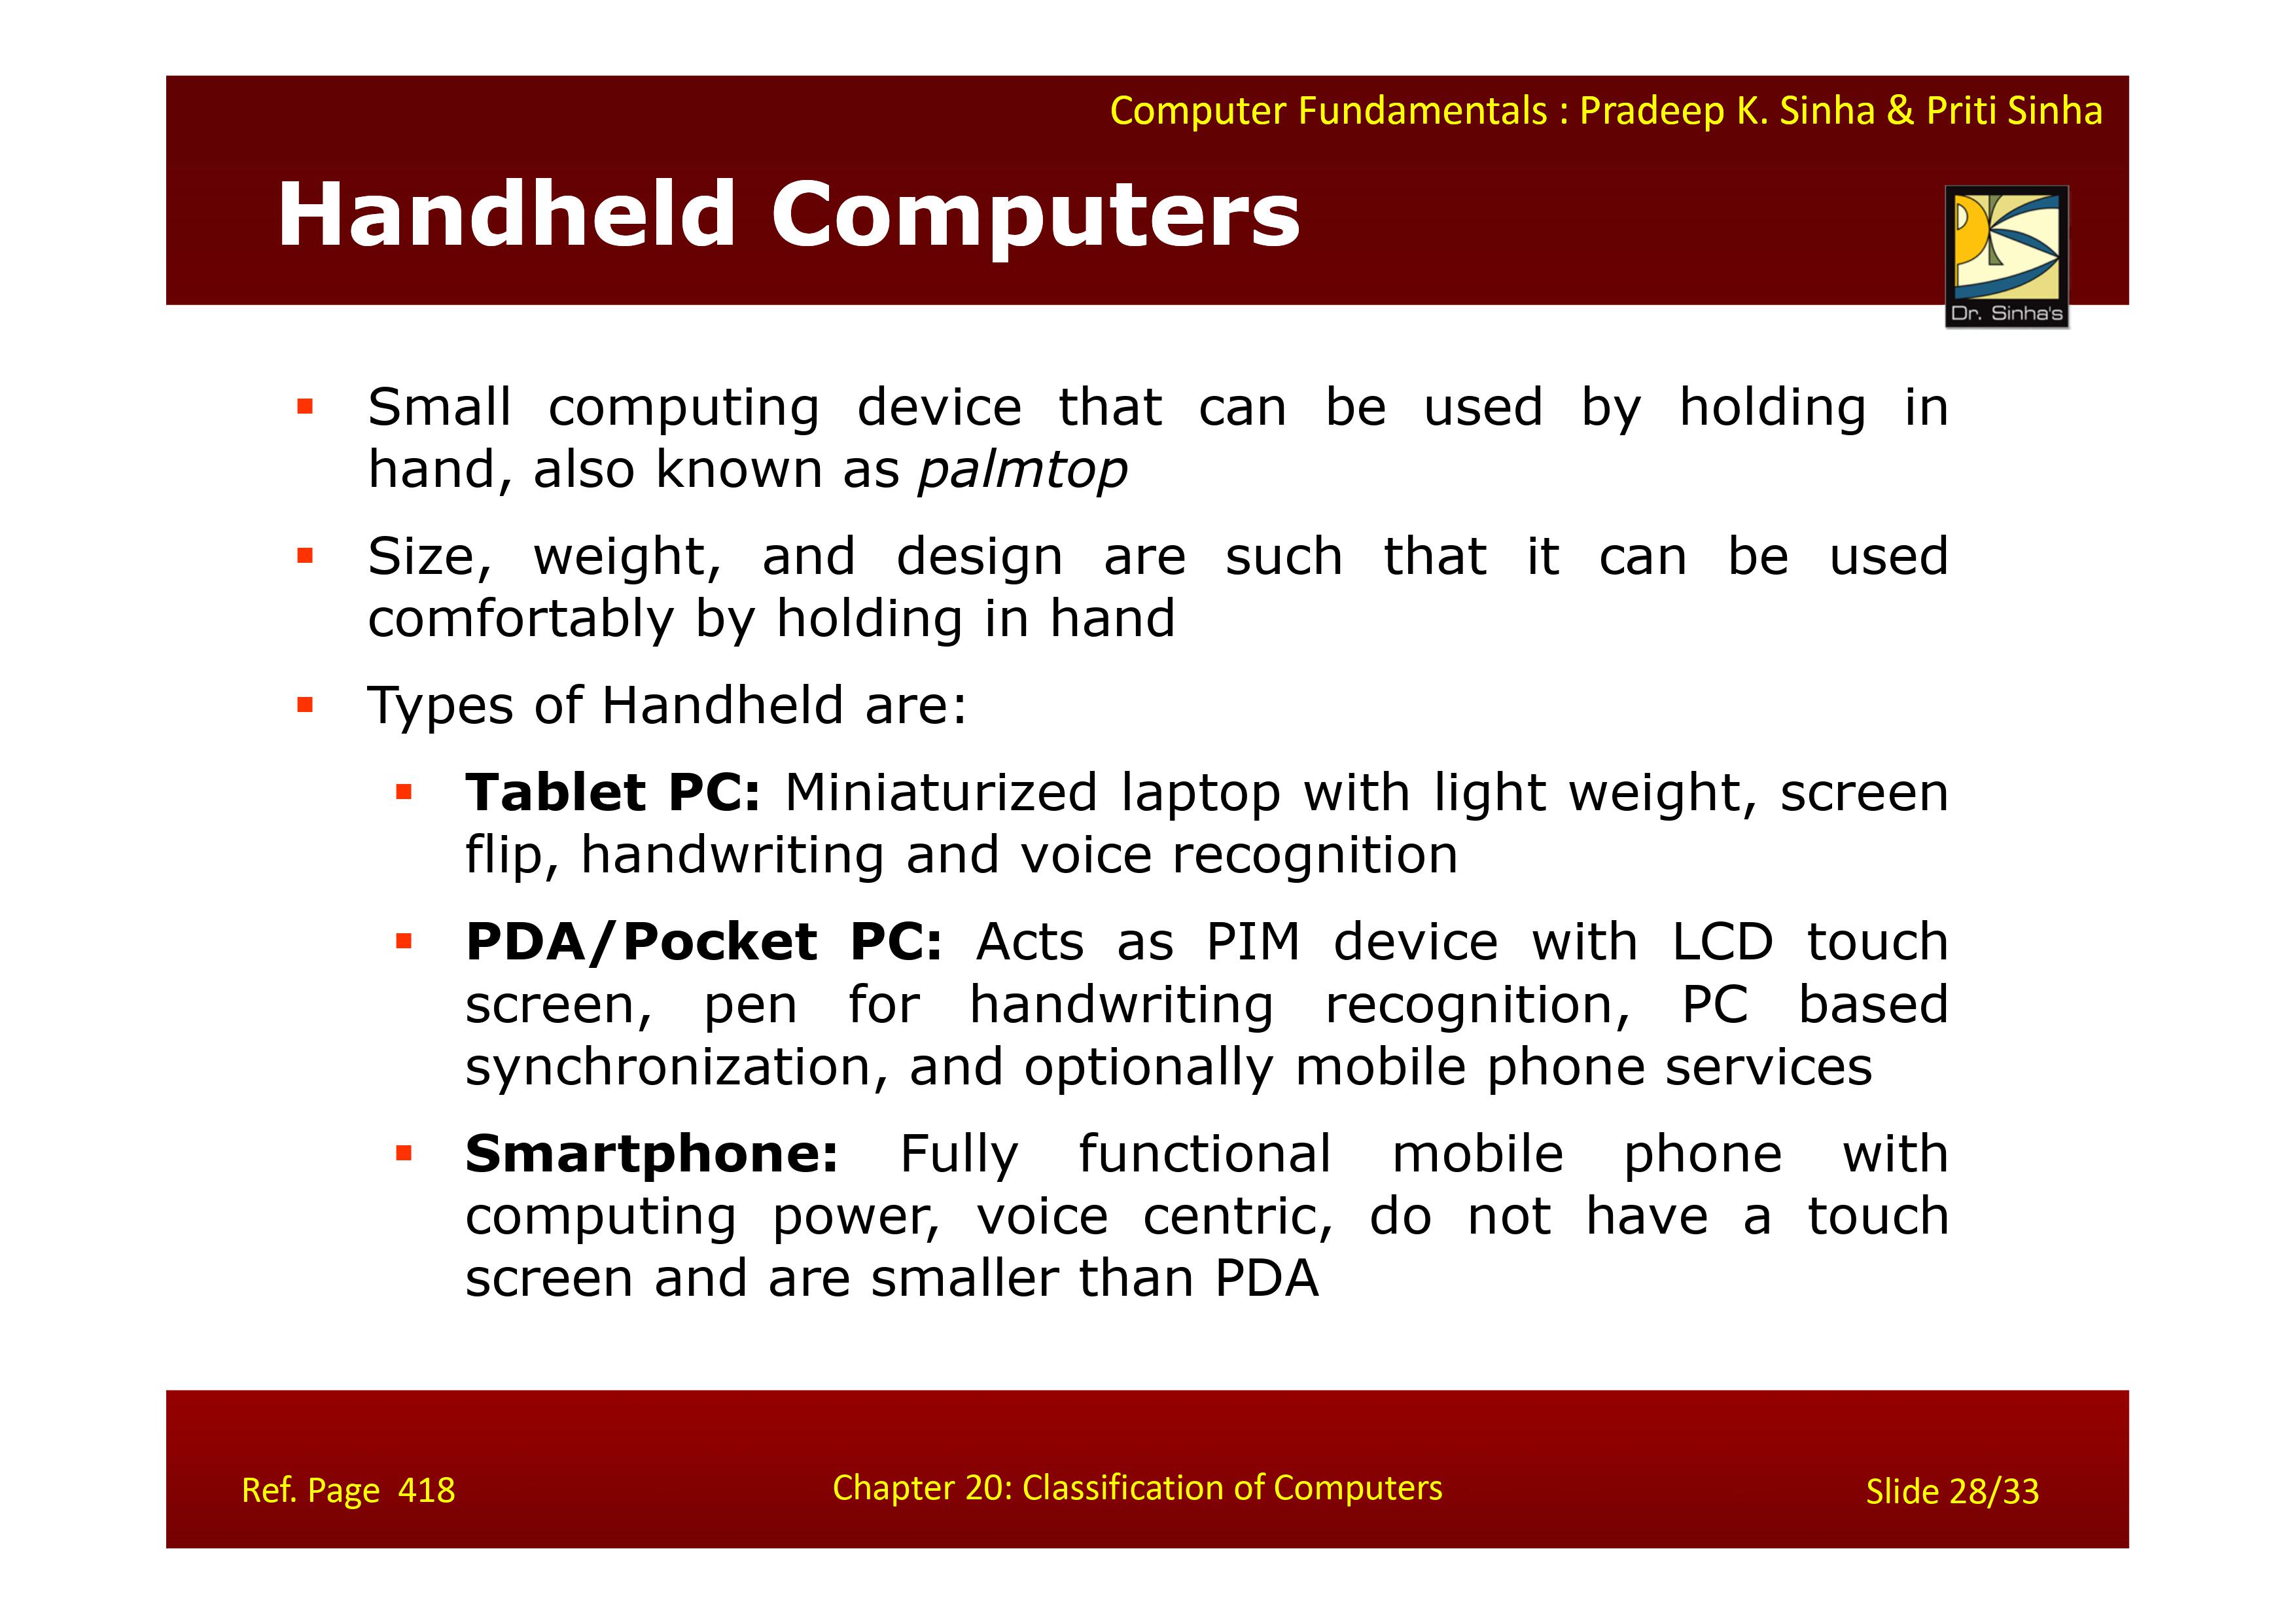 Computer Fundamentals : Pradeep K. Sinha & Priti Sinha
Handheld Computers
Dr. Sinha's
Small computing device that can be used by holding in
hand, also known as palmtop
Size, weight, and design are such that it can be used
comfortably by holding in hand
Types of Handheld are:
Tablet PC: Miniaturized laptop with light weight, screen
flip, handwriting and voice recognition
PDA/Pocket PC: Acts as PIM device with LCD touch
screen, pen for handwriting recognition, PC based
synchronization, and optionally mobile phone services
Smartphone: Fully functional mobile phone with
computing power, voice centric, do not have a touch
screen and are smaller than PDA
Ref. Page 418
Chapter 20: Classification of Computers
Slide 28/33